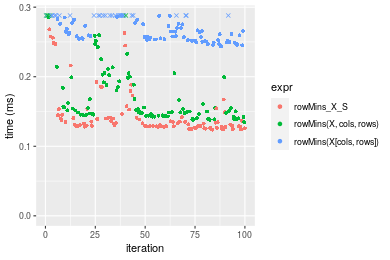 0.3
0.2
0.1
0.0
time (ms)
0
25
50
75
100
iteration
expr
rowMins_X_S
rowMins(X, cols, rows)
rowMins(X[cols, rows])